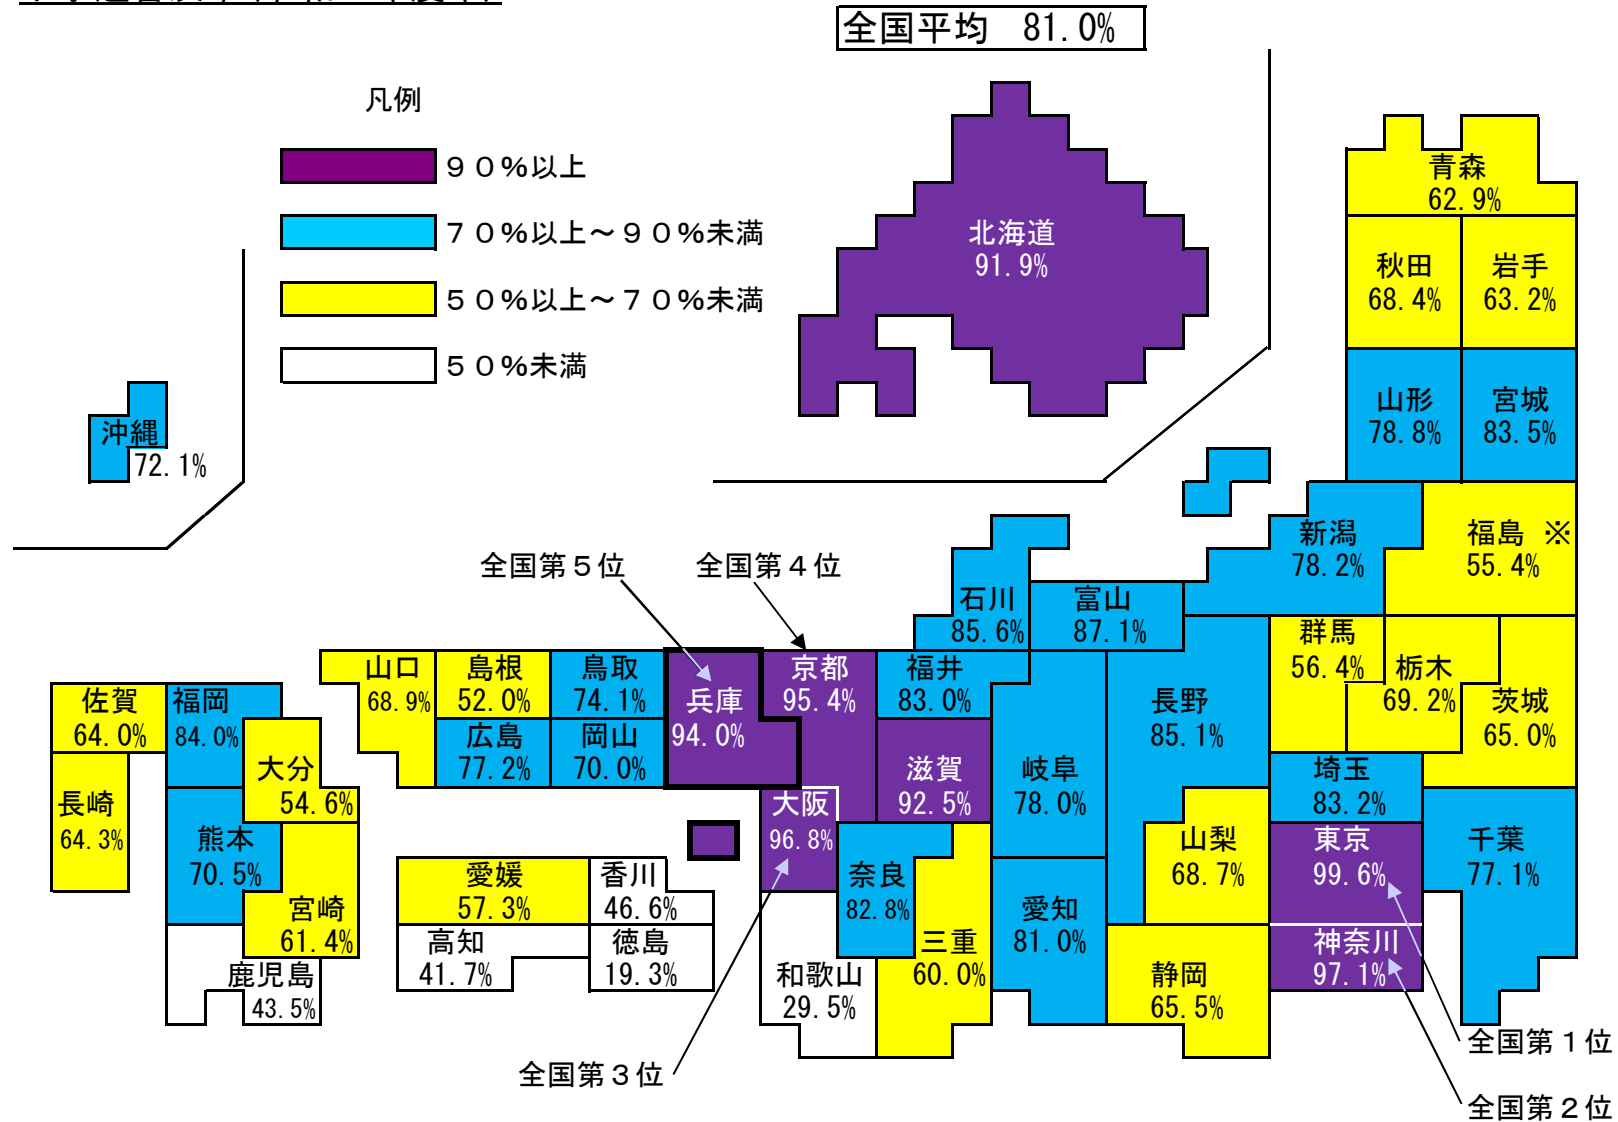 全国平均 81.0%
凡例
９０%以上
７０%以上～９０%未満
５０%以上～７０%未満
５０%未満
北海道
91.9%
青森
62.9%
秋田
68.4%
岩手
63.2%
山形
78.8%
宮城
83.5%
沖縄
72.1%
新潟
78.2%
福島 ※
55.4%
全国第５位
全国第４位
石川
85.6%
富山
87.1%
群馬
56.4%
栃木
69.2%
茨城
65.0%
山口
68.9%
島根
52.0%
鳥取
74.1%
兵庫
94.0%
京都
95.4%
福井
83.0%
長野
85.1%
佐賀
64.0%
福岡
84.0%
広島
77.2%
岡山
70.0%
滋賀
92.5%
岐阜
78.0%
埼玉
83.2%
大分
54.6%
長崎
64.3%
熊本
70.5%
大阪
96.8%
奈良
82.8%
山梨
68.7%
東京
99.6%
千葉
77.1%
愛媛
57.3%
香川
46.6%
愛知
81.0%
宮崎
61.4%
高知
41.7%
徳島
19.3%
三重
60.0%
神奈川
97.1%
鹿児島
43.5%
和歌山
29.5%
静岡
65.5%
全国第１位
全国第３位
全国第２位